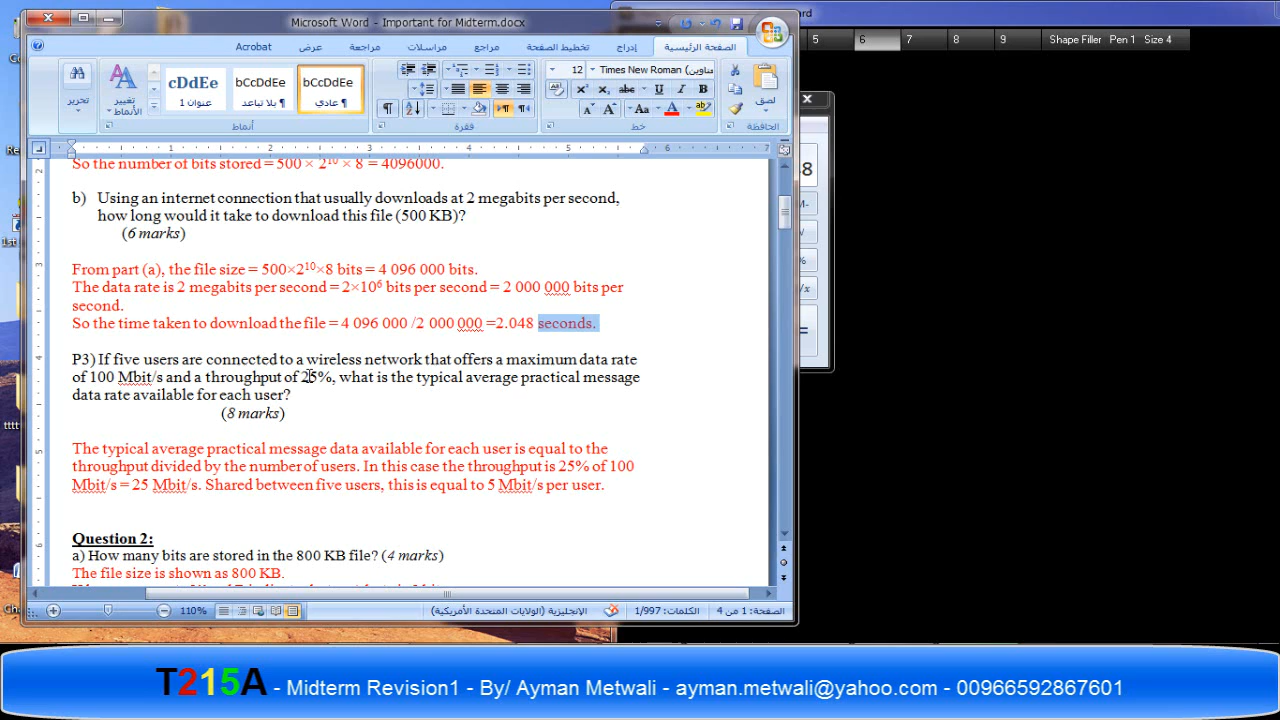 Microsoft Word - Important for Midterm.docx
5 6 7 8 9 Shape Filler Pen 1 Size 4
Acrobat عرض مراجعة مراسلات مراجع تخطيط الصفحة إدراج الصفحة الرئيسية
cDdEe bCcDdEe bCcDdEe
12 Times New Roman
تحرير تغيير الأنماط عنوان 1 ¶ بلا تباعد ¶ عادي لصق
أنماط فقرة خط الحافظة
So the number of bits stored = 500 × 2¹⁰ × 8 = 4096000.
b) Using an internet connection that usually downloads at 2 megabits per second,
how long would it take to download this file (500 KB)?
(6 marks)
From part (a), the file size = 500×2¹⁰×8 bits = 4 096 000 bits.
The data rate is 2 megabits per second = 2×10⁶ bits per second = 2 000 000 bits per
second.
So the time taken to download the file = 4 096 000 /2 000 000 =2.048 seconds.
P3) If five users are connected to a wireless network that offers a maximum data rate
of 100 Mbit/s and a throughput of 25%, what is the typical average practical message
data rate available for each user?
(8 marks)
The typical average practical message data available for each user is equal to the
throughput divided by the number of users. In this case the throughput is 25% of 100
Mbit/s = 25 Mbit/s. Shared between five users, this is equal to 5 Mbit/s per user.
Question 2:
a) How many bits are stored in the 800 KB file? (4 marks)
The file size is shown as 800 KB.
110% الإنجليزية (الولايات المتحدة الأمريكية) الكلمات: 1/997 الصفحة: 1 من 4
T215A - Midterm Revision1 - By/ Ayman Metwali - ayman.metwali@yahoo.com - 00966592867601